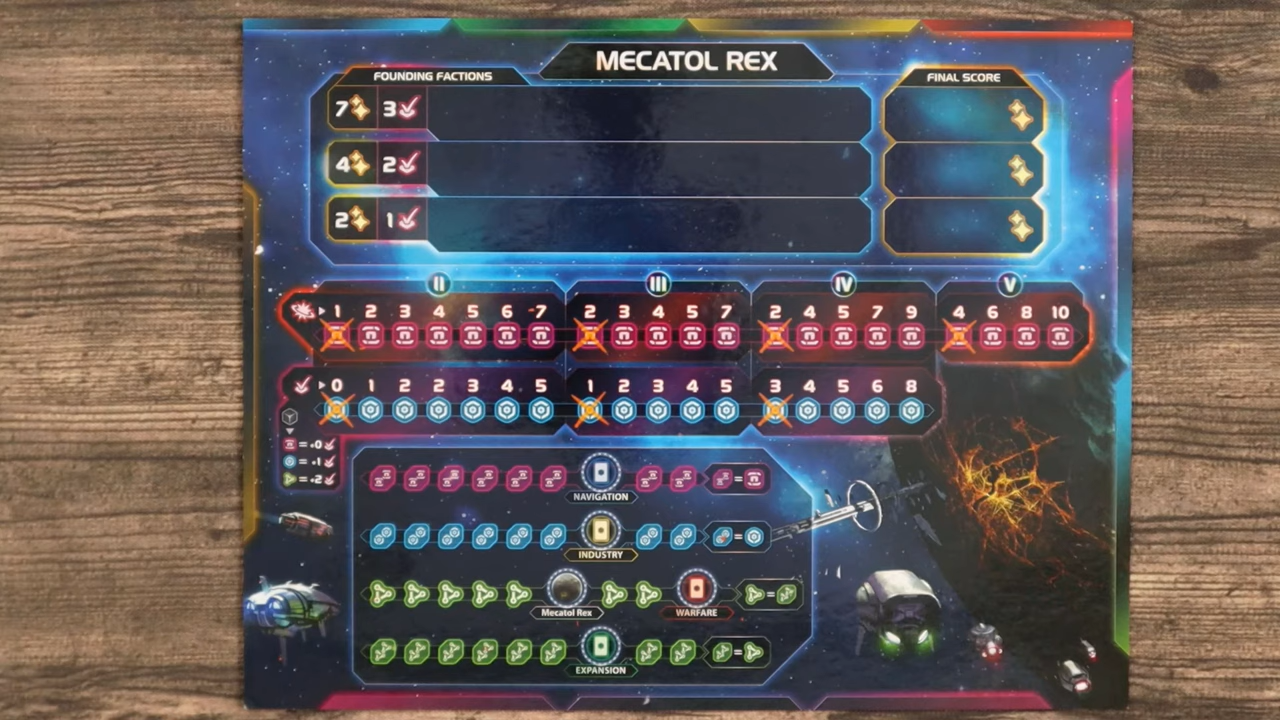 MECATOL REX
FOUNDING FACTIONS
FINAL SCORE
7 3
4 2
2 1
II III IV V
1 2 3 4 5 6 -7 2 3 4 5 7 2 4 5 7 9 4 6 8 10
0 1 2 2 3 4 5 1 2 3 4 5 3 4 5 6 8
= +0
= +1
= +2
=
NAVIGATION
=
INDUSTRY
=
Mecatol Rex WARFARE
=
EXPANSION